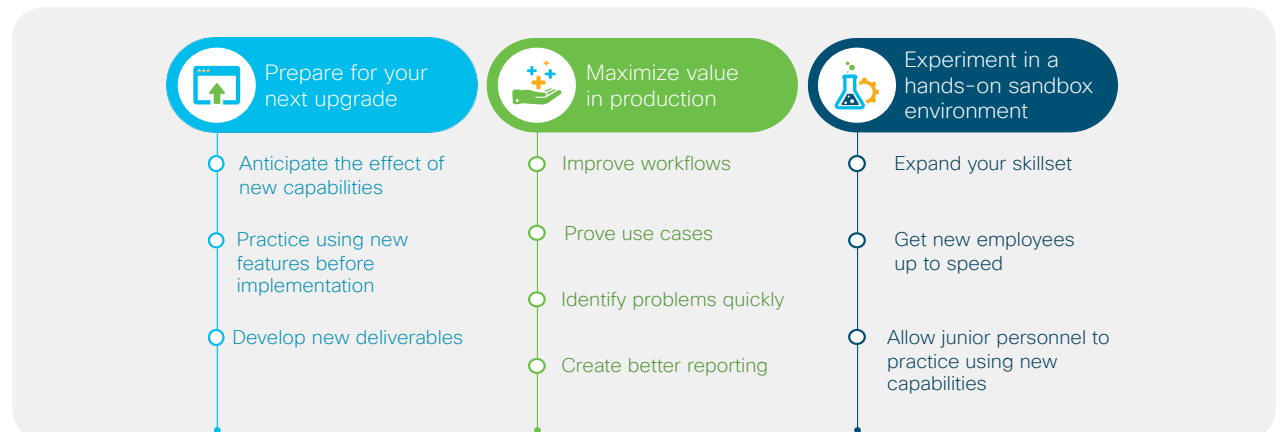 Prepare for your
next upgrade
Anticipate the effect of
new capabilities
Practice using new
features before
implementation
Develop new deliverables
Maximize value
in production
Improve workflows
Prove use cases
Identify problems quickly
Create better reporting
Experiment in a
hands-on sandbox
environment
Expand your skillset
Get new employees
up to speed
Allow junior personnel to
practice using new
capabilities